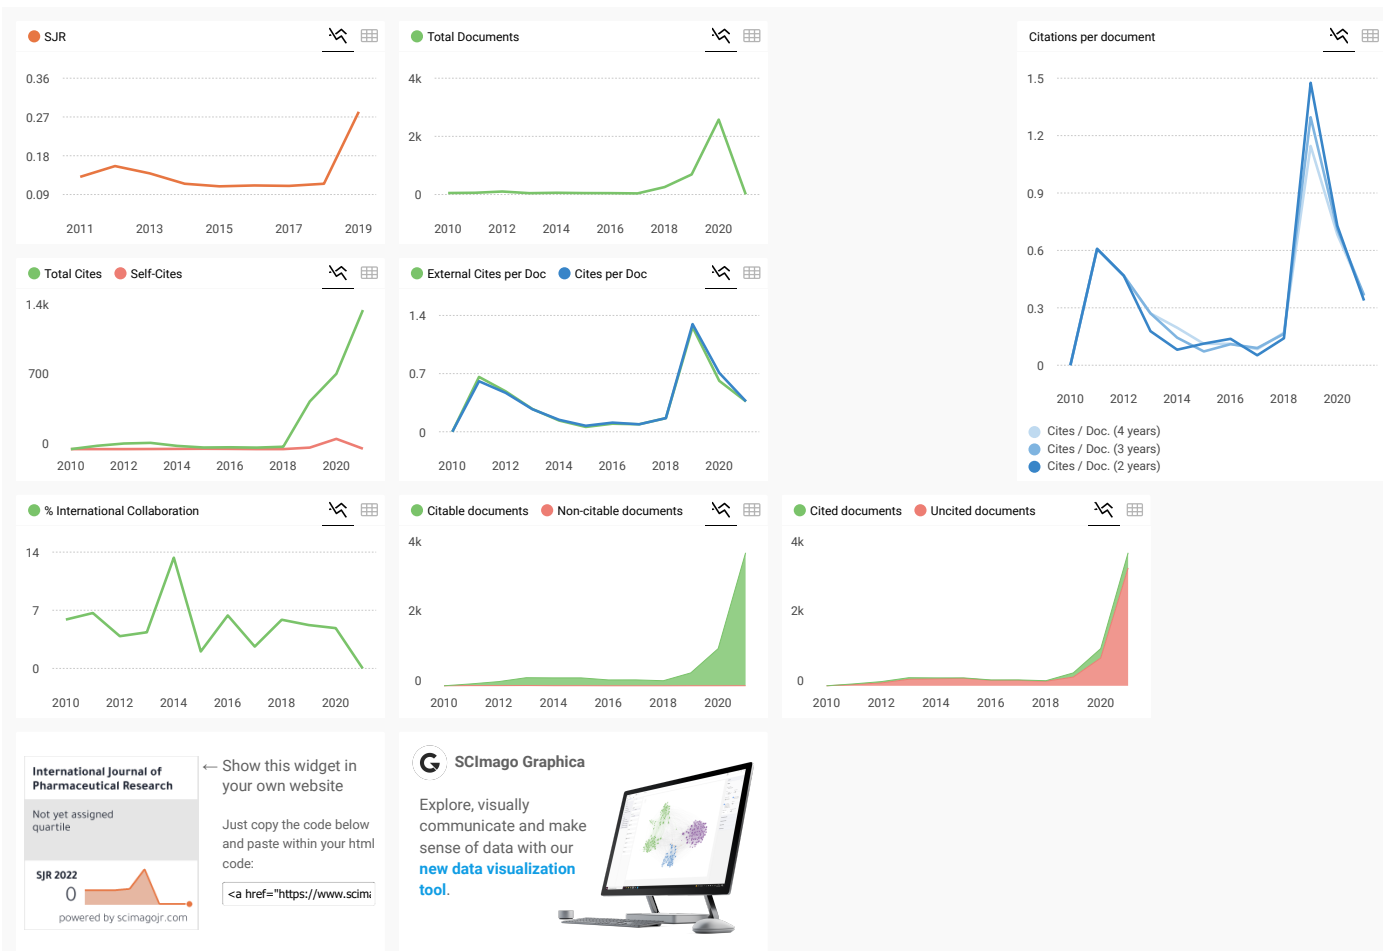 SJR
0.36
0.27
0.18
0.09
2011 2013 2015 2017 2019
Total Documents
4k
2k
0
2010 2012 2014 2016 2018 2020
Citations per document
1.5
1.2
0.9
0.6
0.3
0
2010 2012 2014 2016 2018 2020
Cites / Doc. (4 years)
Cites / Doc. (3 years)
Cites / Doc. (2 years)
Total Cites Self-Cites
1.4k
700
0
2010 2012 2014 2016 2018 2020
External Cites per Doc Cites per Doc
1.4
0.7
0
2010 2012 2014 2016 2018 2020
% International Collaboration
14
7
0
2010 2012 2014 2016 2018 2020
Citable documents Non-citable documents
4k
2k
0
2010 2012 2014 2016 2018 2020
Cited documents Uncited documents
4k
2k
0
2010 2012 2014 2016 2018 2020
International Journal of
Pharmaceutical Research
Not yet assigned
quartile
SJR 2022
0
powered by scimagojr.com
← Show this widget in
your own website
Just copy the code below
and paste within your html
code:
<a href="https://www.scim
G
SCImago Graphica
Explore, visually
communicate and make
sense of data with our
new data visualization
tool.